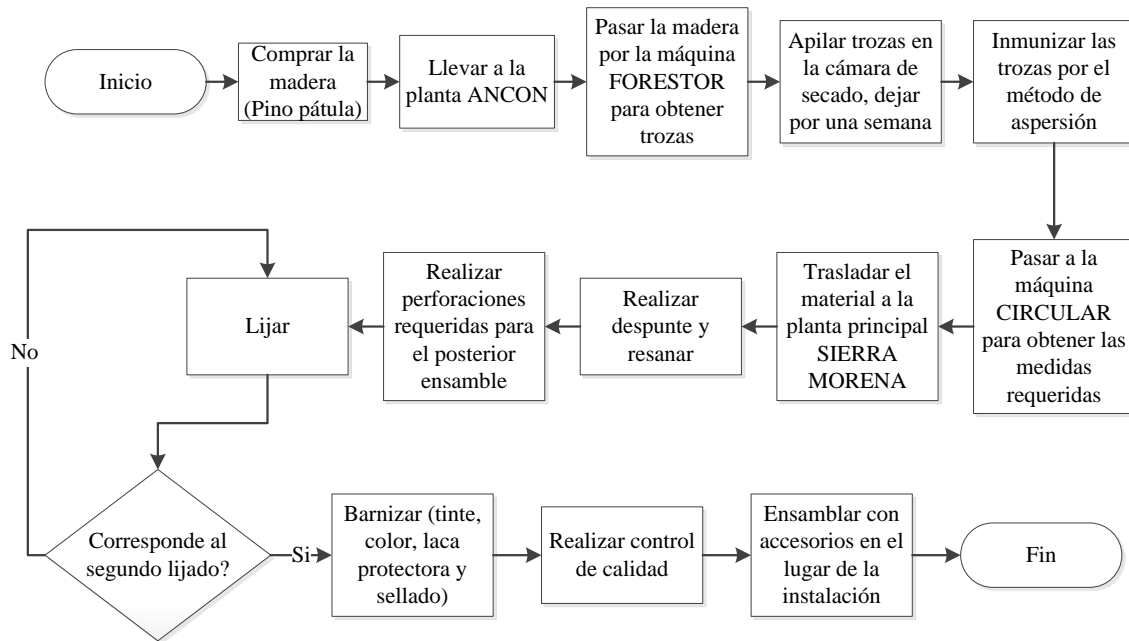 Inicio
Comprar la
madera
(Pino pátula)
Llevar a la
planta ANCON
Pasar la madera
por la máquina
FORESTOR
para obtener
trozas
Apilar trozas en
la cámara de
secado, dejar
por una semana
Inmunizar las
trozas por el
método de
aspersión
Pasar a la
máquina
CIRCULAR
para obtener las
medidas
requeridas
Trasladar el
material a la
planta principal
SIERRA
MORENA
Realizar
despunte y
resanar
Realizar
perforaciones
requeridas para
el posterior
ensamble
Lijar
No
Corresponde al
segundo lijado?
Si
Barnizar (tinte,
color, laca
protectora y
sellado)
Realizar control
de calidad
Ensamblar con
accesorios en el
lugar de la
instalación
Fin